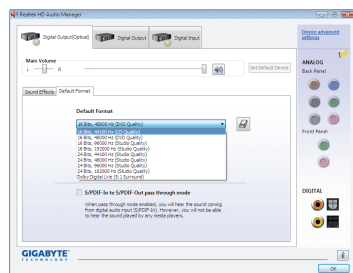 Realtek HD Audio Manager
Digital Output(Optical)
Digital Output
Digital Input
Device advanced settings
Main Volume
L
R
Set Default Device
ANALOG
Back Panel
Sound Effects
Default Format
Default Format
16 Bits, 48000 Hz (DVD Quality)
16 Bits, 44100 Hz (CD Quality)
16 Bits, 48000 Hz (DVD Quality)
16 Bits, 96000 Hz (Studio Quality)
16 Bits, 192000 Hz (Studio Quality)
24 Bits, 44100 Hz (Studio Quality)
24 Bits, 48000 Hz (Studio Quality)
24 Bits, 96000 Hz (Studio Quality)
24 Bits, 192000 Hz (Studio Quality)
Dolby Digital Live (5.1 Surround)
Front Panel
S/PDIF-In to S/PDIF-Out pass through mode
When pass through mode enabled, you will hear the sound coming
from digital audio input (S/PDIF-In). However, you will not be able
to hear the sound played by any media players.
DIGITAL
GIGABYTE
TECHNOLOGY
i
OK